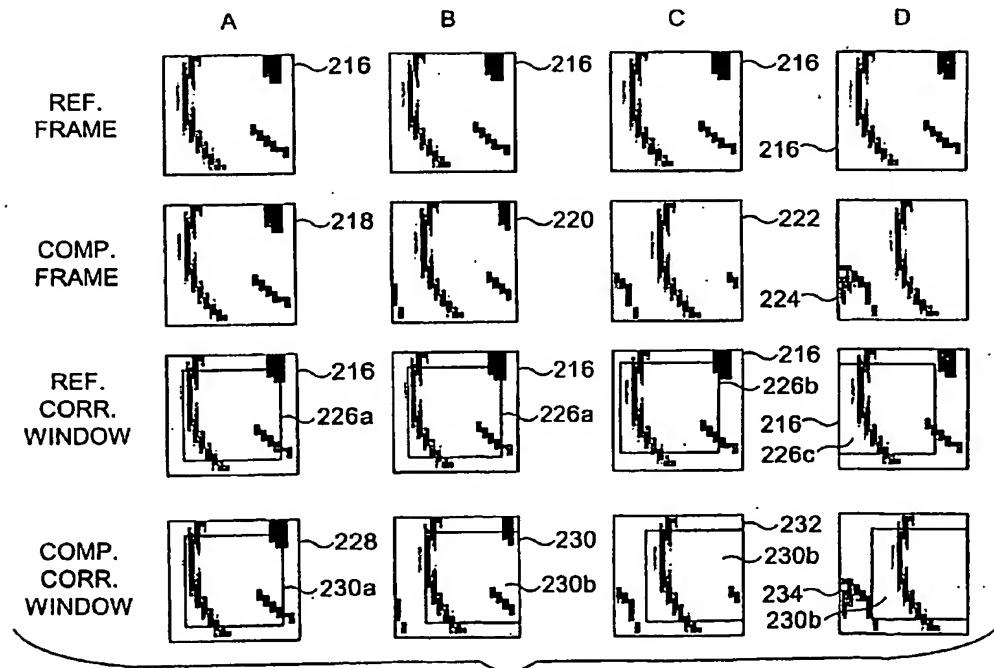 A B C D
REF.
FRAME
216 216 216 216
COMP.
FRAME
218 220 222 224
REF.
CORR.
WINDOW
216 216 216 216
226a 226a 226b 226c
COMP.
CORR.
WINDOW
228 230 232 234
230a 230b 230b 230b